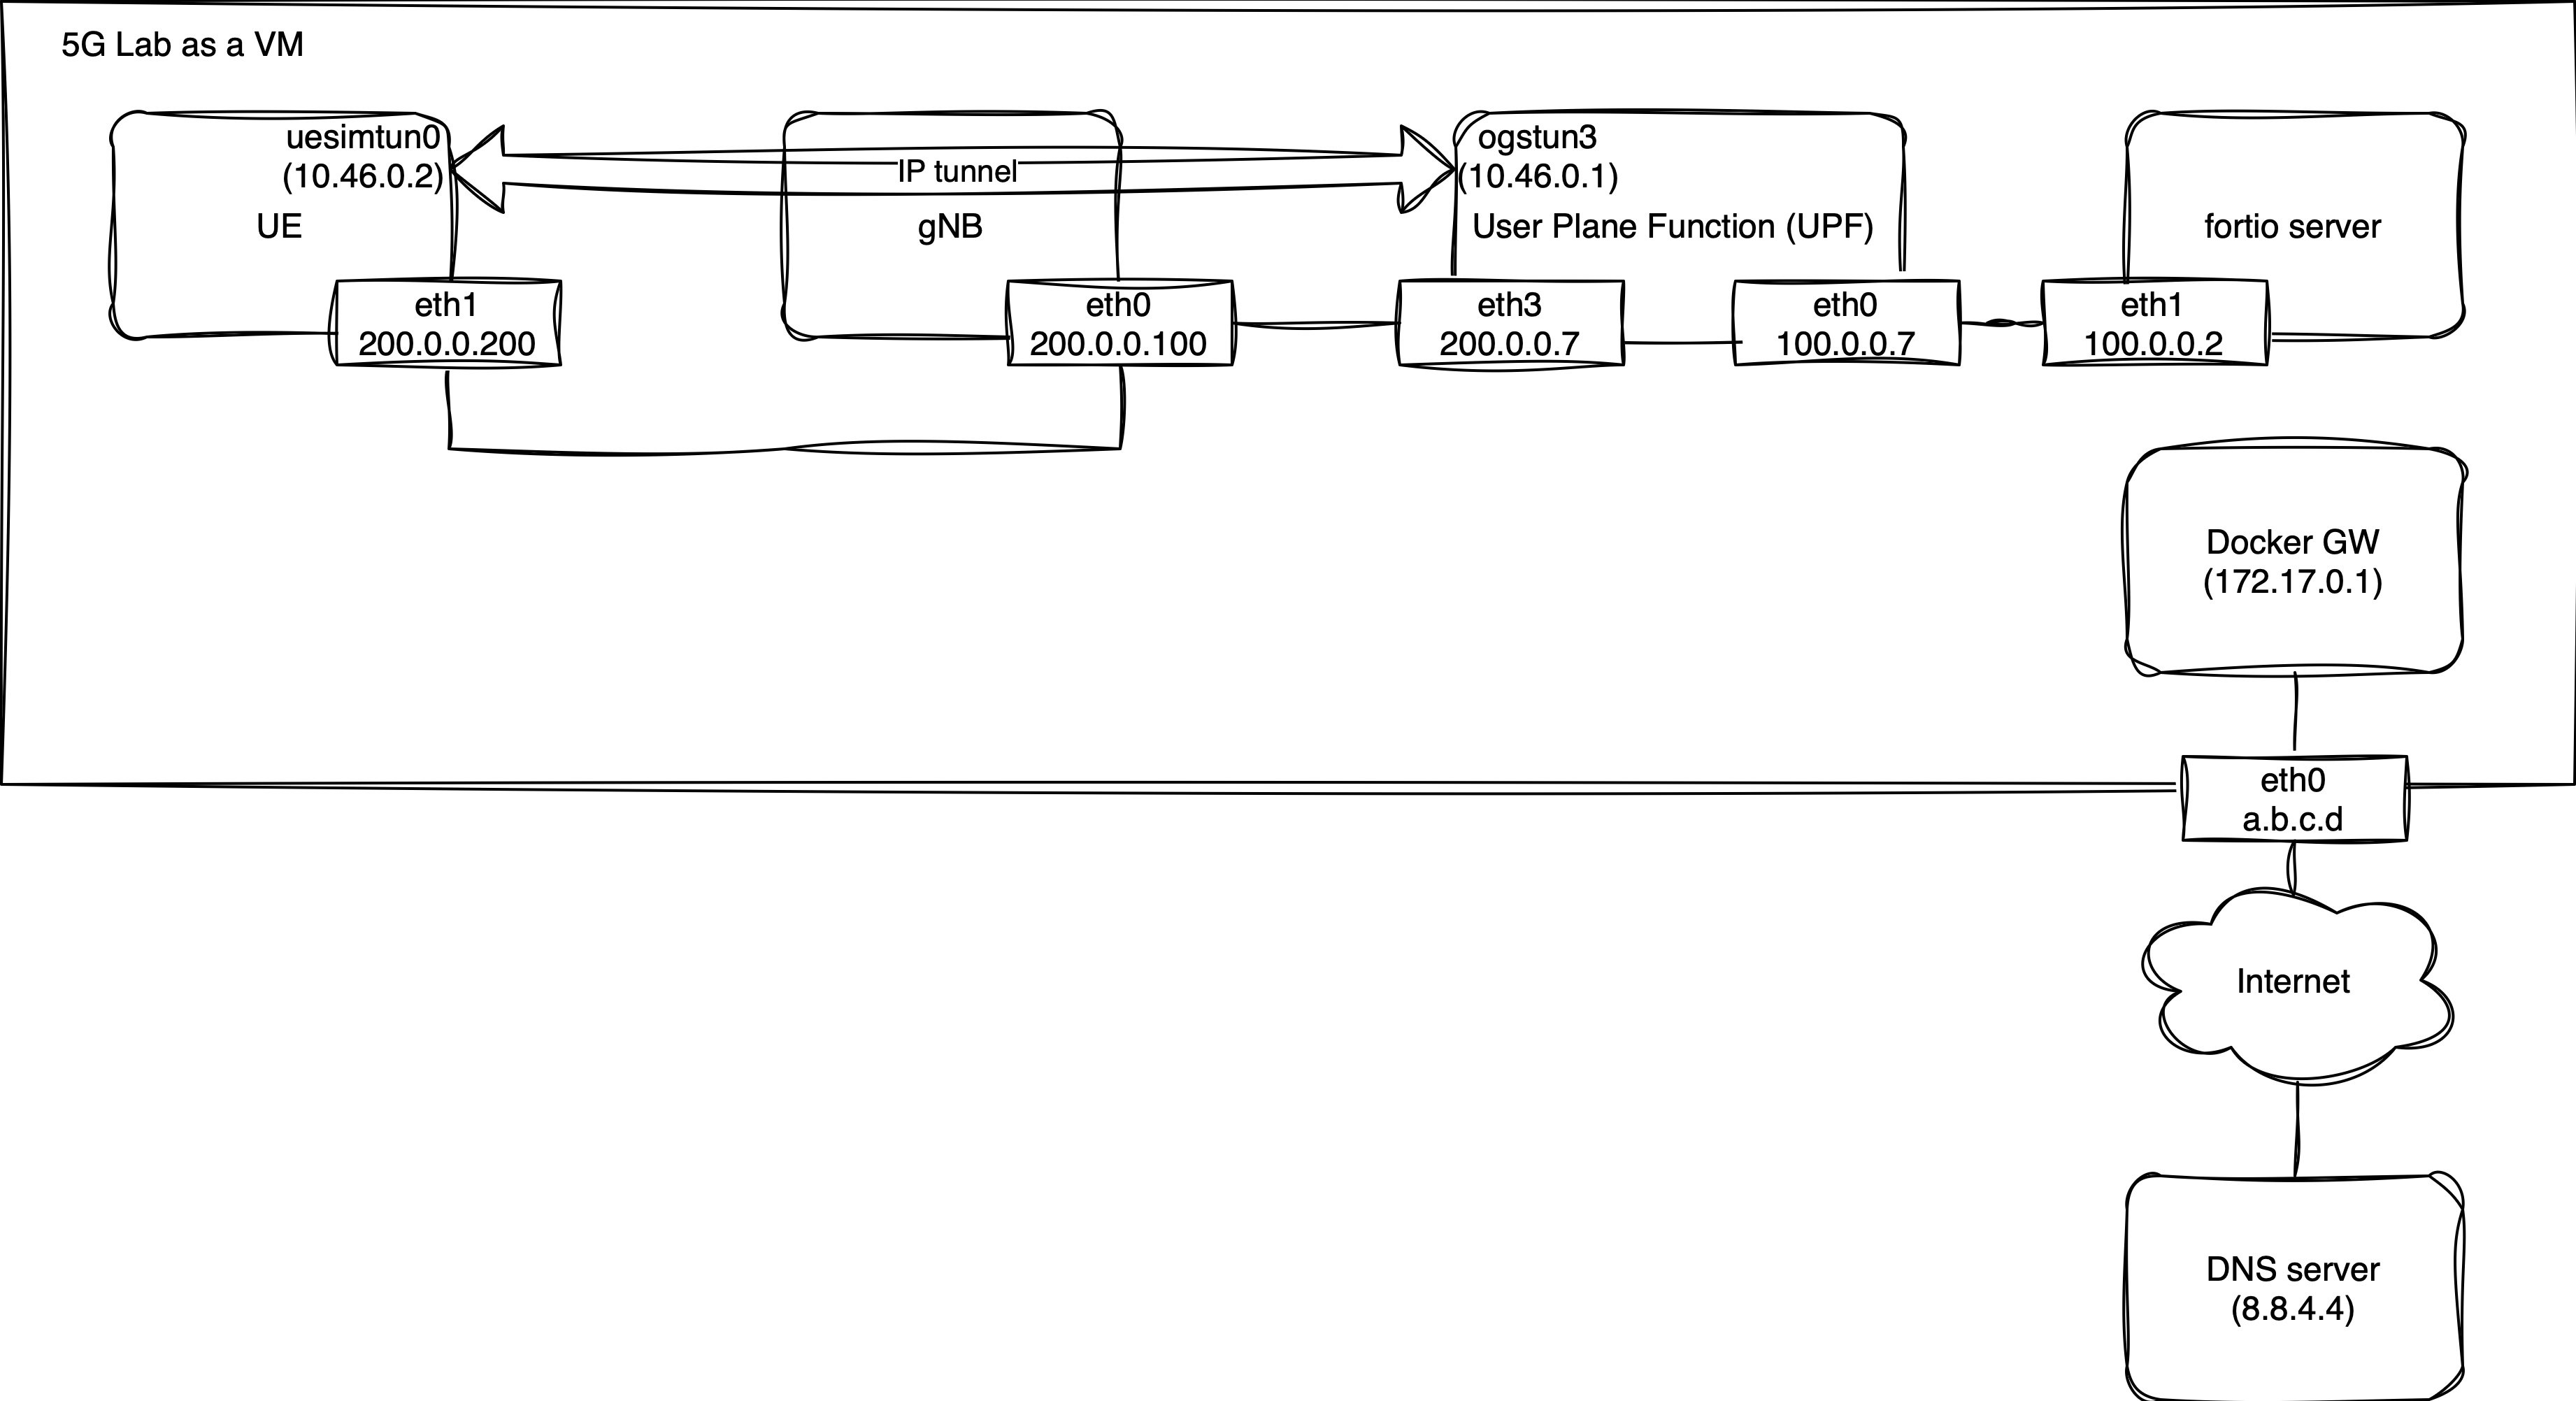 5G Lab as a VM
uesimtun0
(10.46.0.2)
UE
IP tunnel
gNB
ogstun3
(10.46.0.1)
User Plane Function (UPF)
fortio server
eth1
200.0.0.200
eth0
200.0.0.100
eth3
200.0.0.7
eth0
100.0.0.7
eth1
100.0.0.2
Docker GW
(172.17.0.1)
eth0
a.b.c.d
Internet
DNS server
(8.8.4.4)